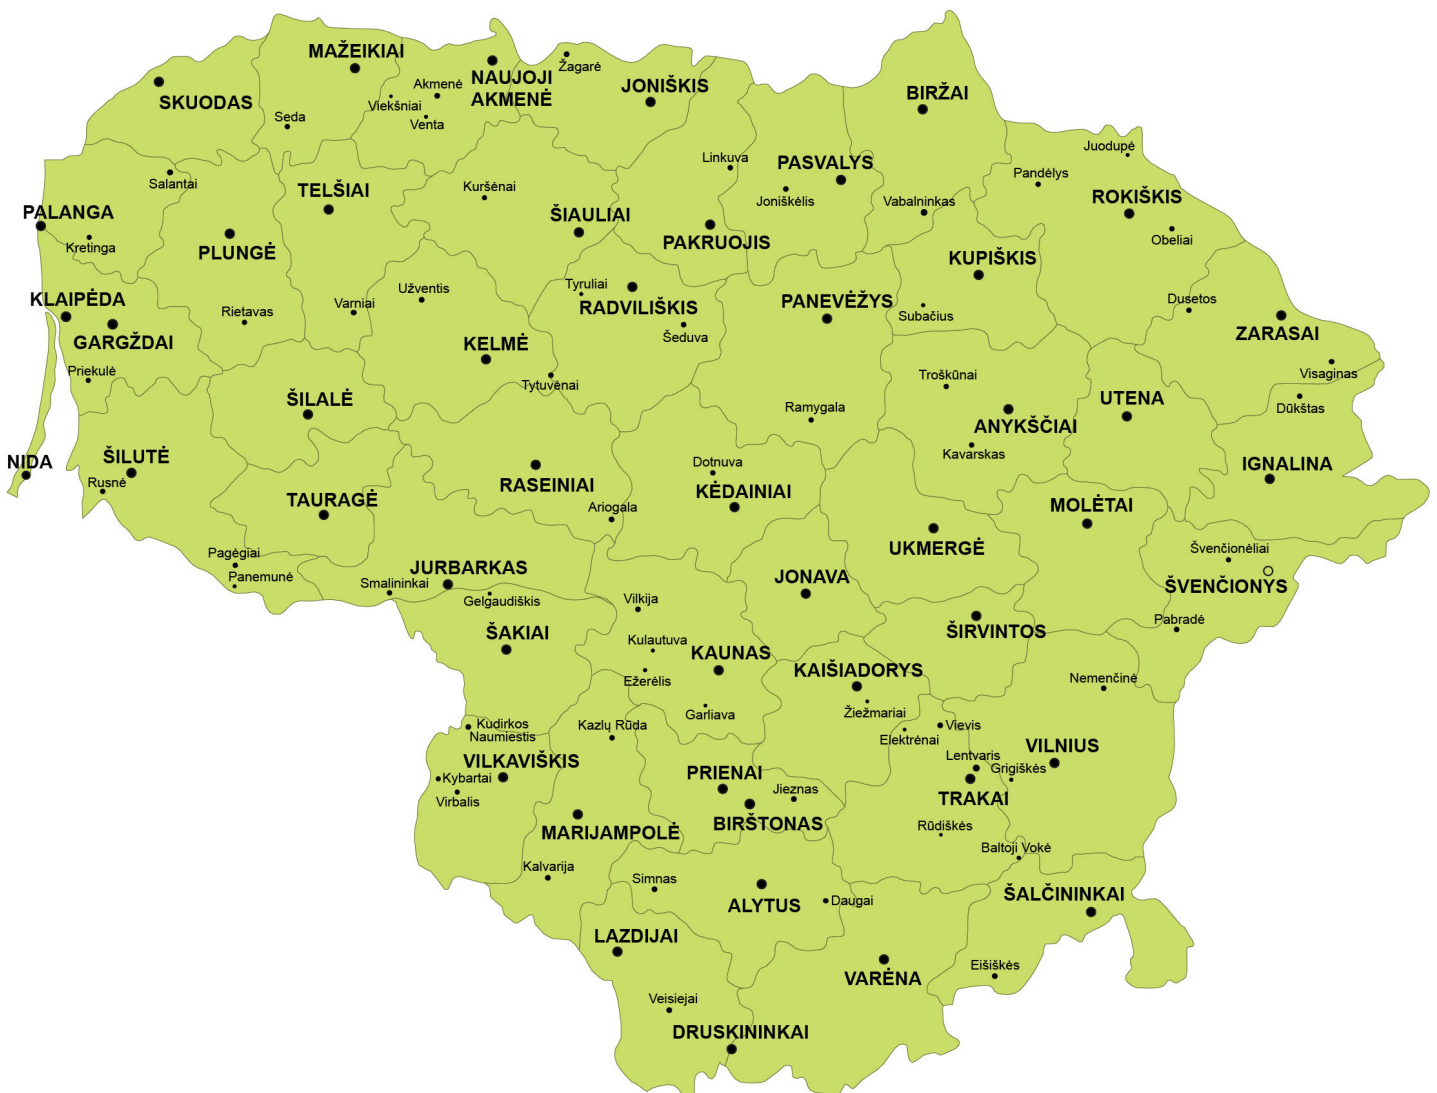 MAŽEIKIAI
SKUODAS
Seda
Viekšniai
Akmenė
Venta
NAUJOJI
AKMENĖ
Žagarė
JONIŠKIS
BIRŽAI
Juodupė
Linkuva
PASVALYS
Joniškėlis
Pandėlys
ROKIŠKIS
Obeliai
Vabalninkas
Salantai
TELŠIAI
Kuršėnai
ŠIAULIAI
PAKRUOJIS
PALANGA
Kretinga
PLUNGĖ
KUPIŠKIS
Subačius
Dusetos
ZARASAI
Visaginas
Dūkštas
KLAIPĖDA
GARGŽDAI
Priekulė
Rietavas
Varniai
Užventis
Tyruliai
RADVILIŠKIS
Šeduva
PANEVĖŽYS
KELMĖ
Tytuvėnai
Troškūnai
ANYKŠČIAI
Kavarskas
UTENA
ŠILALĖ
Ramygala
NIDA
ŠILUTĖ
Rusnė
TAURAGĖ
RASEINIAI
Ariogala
Dotnuva
KĖDAINIAI
IGNALINA
MOLĖTAI
UKMERGĖ
Pagėgiai
Panemunė
Smalininkai
JURBARKAS
Gelgaudiškis
JONAVA
Švenčionėliai
ŠVENČIONYS
Pabradė
ŠAKIAI
Vilkija
Kulautuva
Ežerėlis
KAUNAS
Garliava
KAIŠIADORYS
Žiežmariai
ŠIRVINTOS
Nemenčinė
Kudirkos
Naumiestis
Kazlų Rūda
Elektrėnai
Vievis
VILKAVIŠKIS
Kybartai
Virbalis
PRIENAI
Jieznas
BIRŠTONAS
Lentvaris
TRAKAI
Grigiškės
VILNIUS
MARIJAMPOLĖ
Rūdiškės
Baltoji Vokė
Kalvarija
Simnas
ALYTUS
Daugai
ŠALČININKAI
LAZDIJAI
VARĖNA
Eišiškės
Veisiejai
DRUSKININKAI